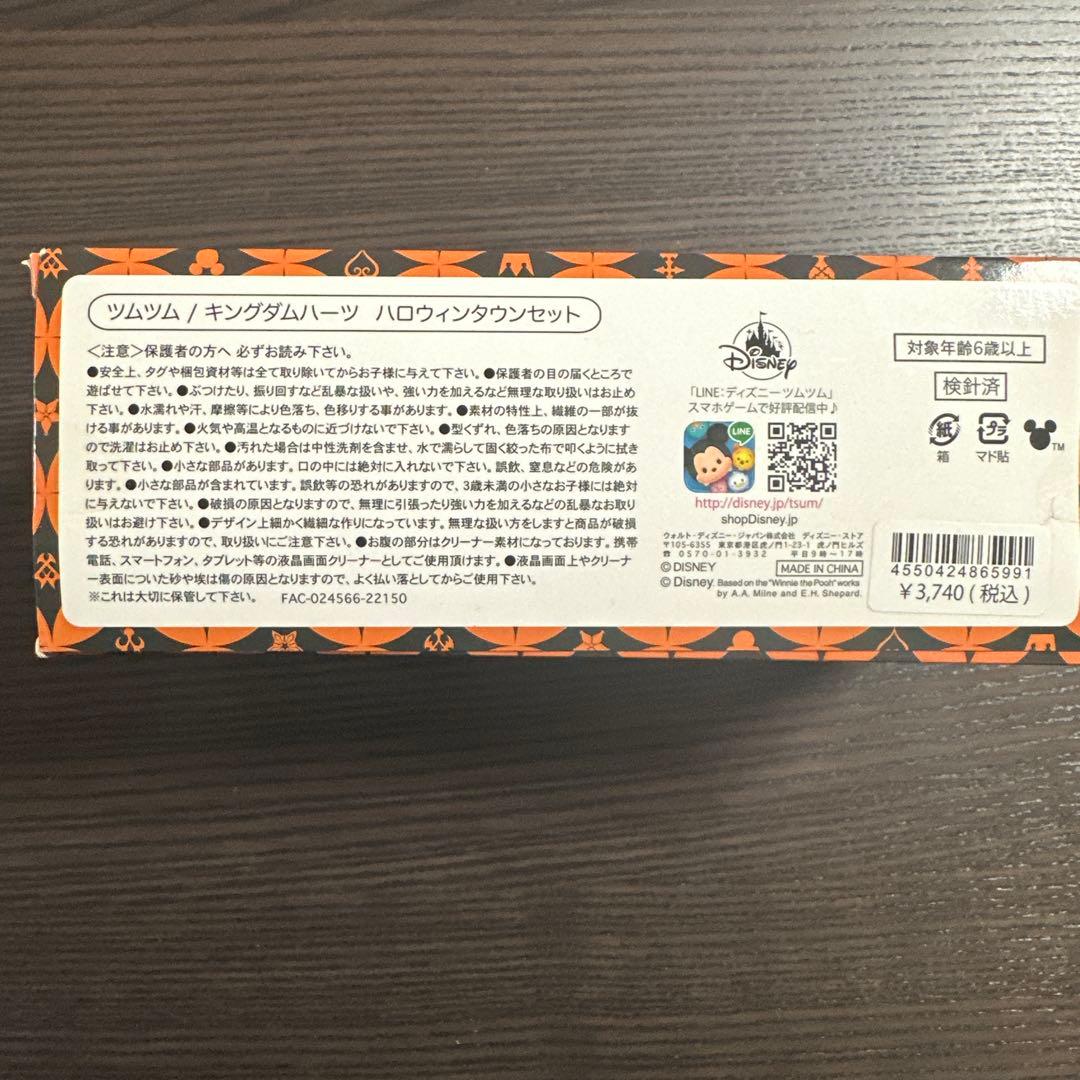 ツムツム / キングダムハーツ ハロウィンタウンセット
＜注意＞保護者の方へ 必ずお読み下さい。
●安全上、タグや梱包資材等は全て取り除いてからお子様に与えて下さい。●保護者の目の届くところで
遊ばせて下さい。●ぶつけたり、振り回すなど乱暴な扱いや、強い力を加えるなど無理な取り扱いはお止め
下さい。●水濡れや汗、摩擦等により色落ち、色移りする事があります。●素材の特性上、繊維の一部が抜
ける事があります。●火気や高温となるものに近づけないで下さい。●型くずれ、色落ちの原因となります
ので洗濯はお止め下さい。●汚れた場合は中性洗剤を含ませ、水で濡らして固く絞った布で叩くように拭き
取って下さい。●小さな部品があります。口の中には絶対に入れないで下さい。誤飲、窒息などの危険があ
ります。●小さな部品が含まれています。誤飲等の恐れがありますので、3歳未満の小さなお子様には絶対
に与えないで下さい。●破損の原因となりますので、無理に引張ったり強い力を加えるなどの乱暴なお取り
扱いはお避け下さい。●デザイン上細かく繊細な作りになっています。無理な扱い方をしますと商品が破損
する恐れがありますので、取り扱いにご注意下さい。●お腹の部分はクリーナー素材になっております。携帯
電話、スマートフォン、タブレット等の液晶画面クリーナーとしてご使用頂けます。●液晶画面上やクリーナ
ー表面についた砂や埃は傷の原因となりますので、よく払い落としてからご使用下さい。
※これは大切に保管して下さい。 FAC-024566-22150
Disney
「LINE：ディズニーツムツム」
スマホゲームで好評配信中♪
LINE
http://disney.jp/tsum/
shopDisney.jp
ウォルト・ディズニー・ジャパン株式会社 ディズニー・ストア
〒105-6355 東京都港区虎ノ門1-23-1 虎ノ門ヒルズ
☎ 0570-01-3932 平日9時～17時
©DISNEY MADE IN CHINA
©Disney. Based on the "Winnie the Pooh" works
by A.A. Milne and E.H. Shepard.
対象年齢6歳以上
検針済
紙 プラ TM
箱 マド貼
4550424865991
￥3,740(税込)